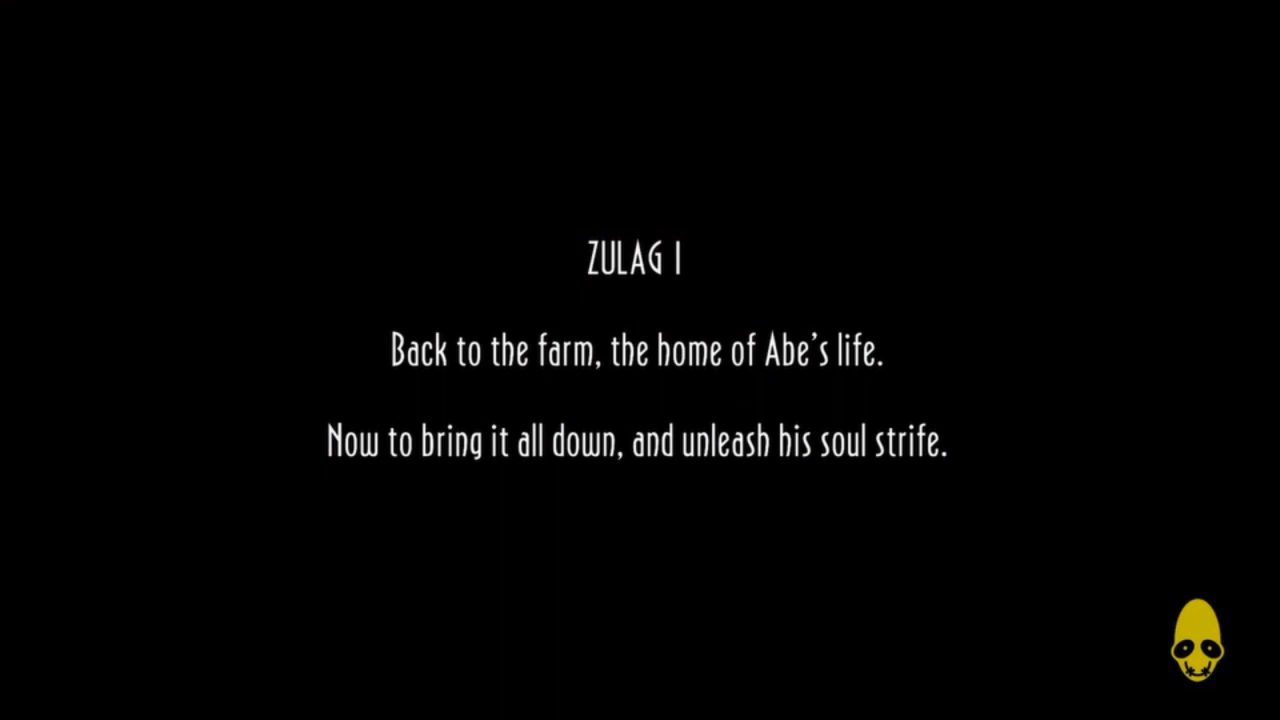 ZULAG 1
Back to the farm, the home of Abe's life.
Now to bring it all down, and unleash his soul strife.